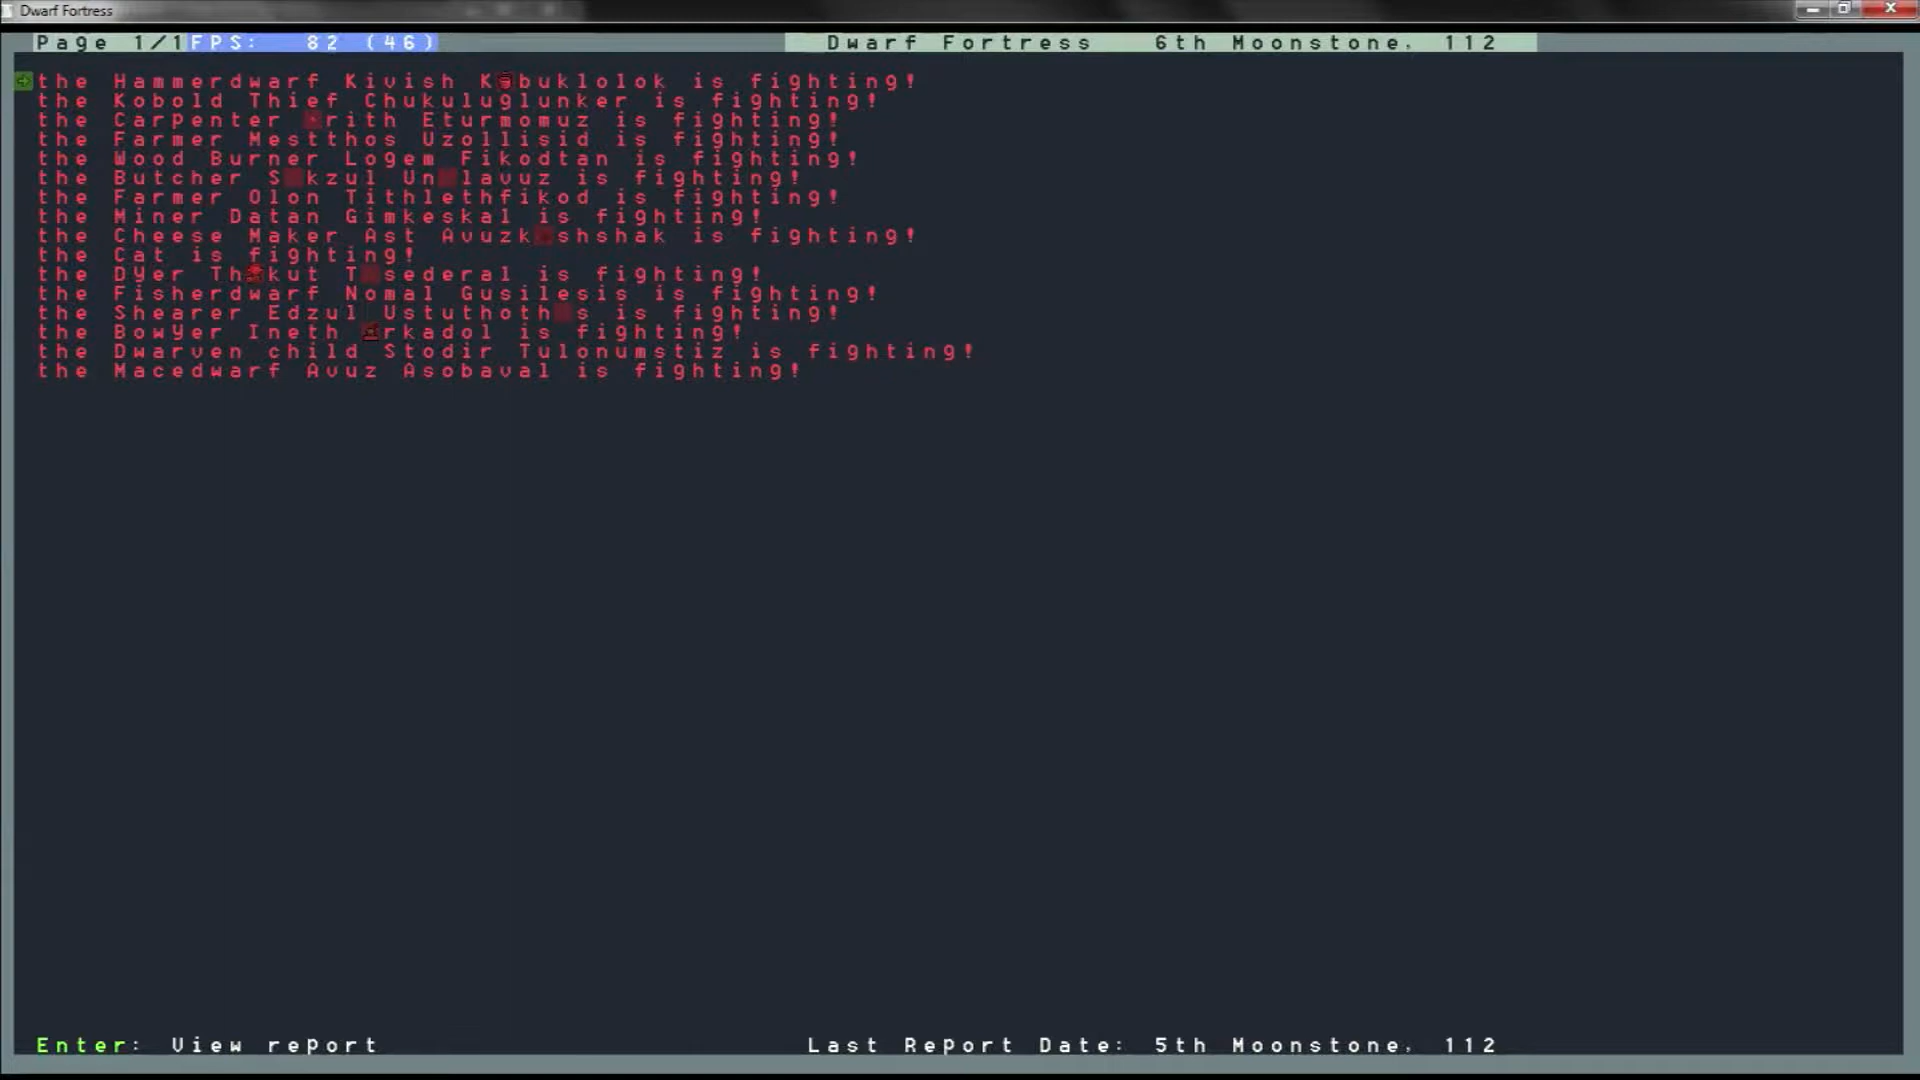 Dwarf Fortress
Page 1/1 FPS: 82 (46) Dwarf Fortress 6th Moonstone, 112
the Hammerdwarf Kivish is fighting!
the Kobold Thief Chukuluglunker is fighting!
the Carpenter Eturmomuz is fighting!
the Farmer Mestthos Uzollisid is fighting!
the Wood Burner Logem Fikodtan is fighting!
the Butcher is fighting!
the Farmer Olon Tithlethfikod is fighting!
the Miner Datan Gimkeskal is fighting!
the Cheese Maker Ast is fighting!
the Cat is fighting!
the Dyer is fighting!
the Fisherdwarf Nomal Gusilesis is fighting!
the Shearer Edzul is fighting!
the Bowyer Ineth is fighting!
the Dwarven child Stodir Tulonumstiz is fighting!
the Macedwarf Avuz Asobaval is fighting!
Enter: View report Last Report Date: 5th Moonstone, 112